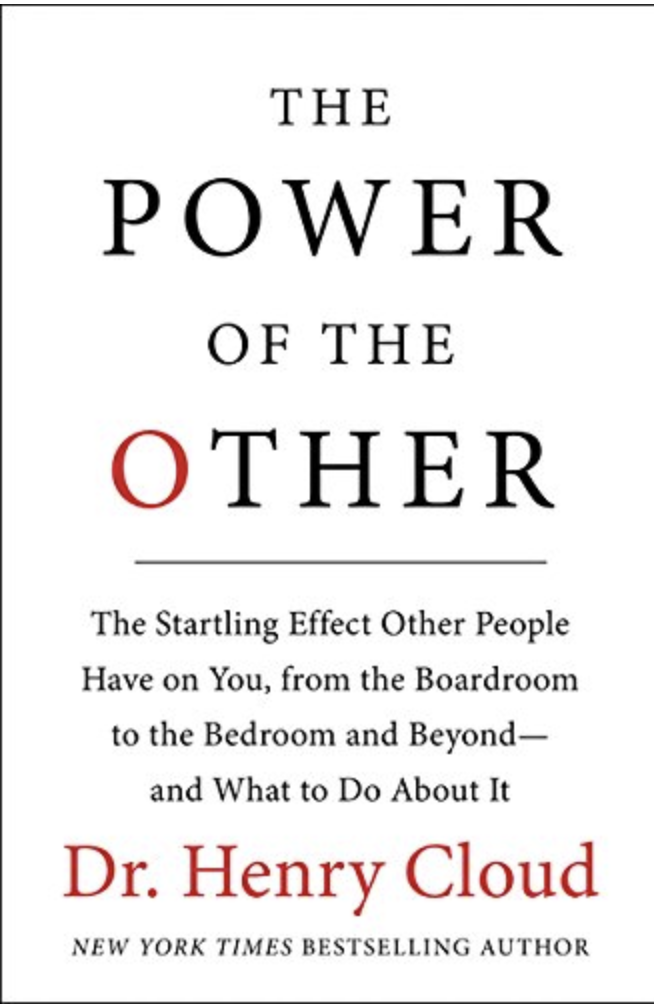 THE
POWER
OF THE
OTHER
The Startling Effect Other People
Have on You, from the Boardroom
to the Bedroom and Beyond—
and What to Do About It
Dr. Henry Cloud
NEW YORK TIMES BESTSELLING AUTHOR